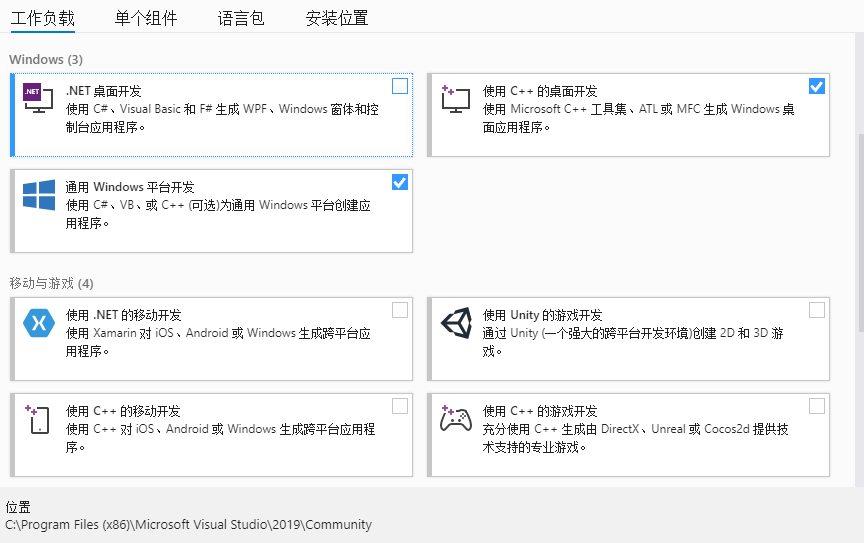 工作负载 单个组件 语言包 安装位置
Windows (3)
.NET
.NET 桌面开发
使用 C#、Visual Basic 和 F# 生成 WPF、Windows 窗体和控
制台应用程序。
使用 C++ 的桌面开发
使用 Microsoft C++ 工具集、ATL 或 MFC 生成 Windows 桌
面应用程序。
通用 Windows 平台开发
使用 C#、VB、或 C++ (可选)为通用 Windows 平台创建应
用程序。
移动与游戏 (4)
使用 .NET 的移动开发
使用 Xamarin 对 iOS、Android 或 Windows 生成跨平台应
用程序。
使用 Unity 的游戏开发
通过 Unity (一个强大的跨平台开发环境)创建 2D 和 3D 游
戏。
使用 C++ 的移动开发
使用 C++ 对 iOS、Android 或 Windows 生成跨平台应用程
序。
使用 C++ 的游戏开发
充分使用 C++ 生成由 DirectX、Unreal 或 Cocos2d 提供技
术支持的专业游戏。
位置
C:\Program Files (x86)\Microsoft Visual Studio\2019\Community